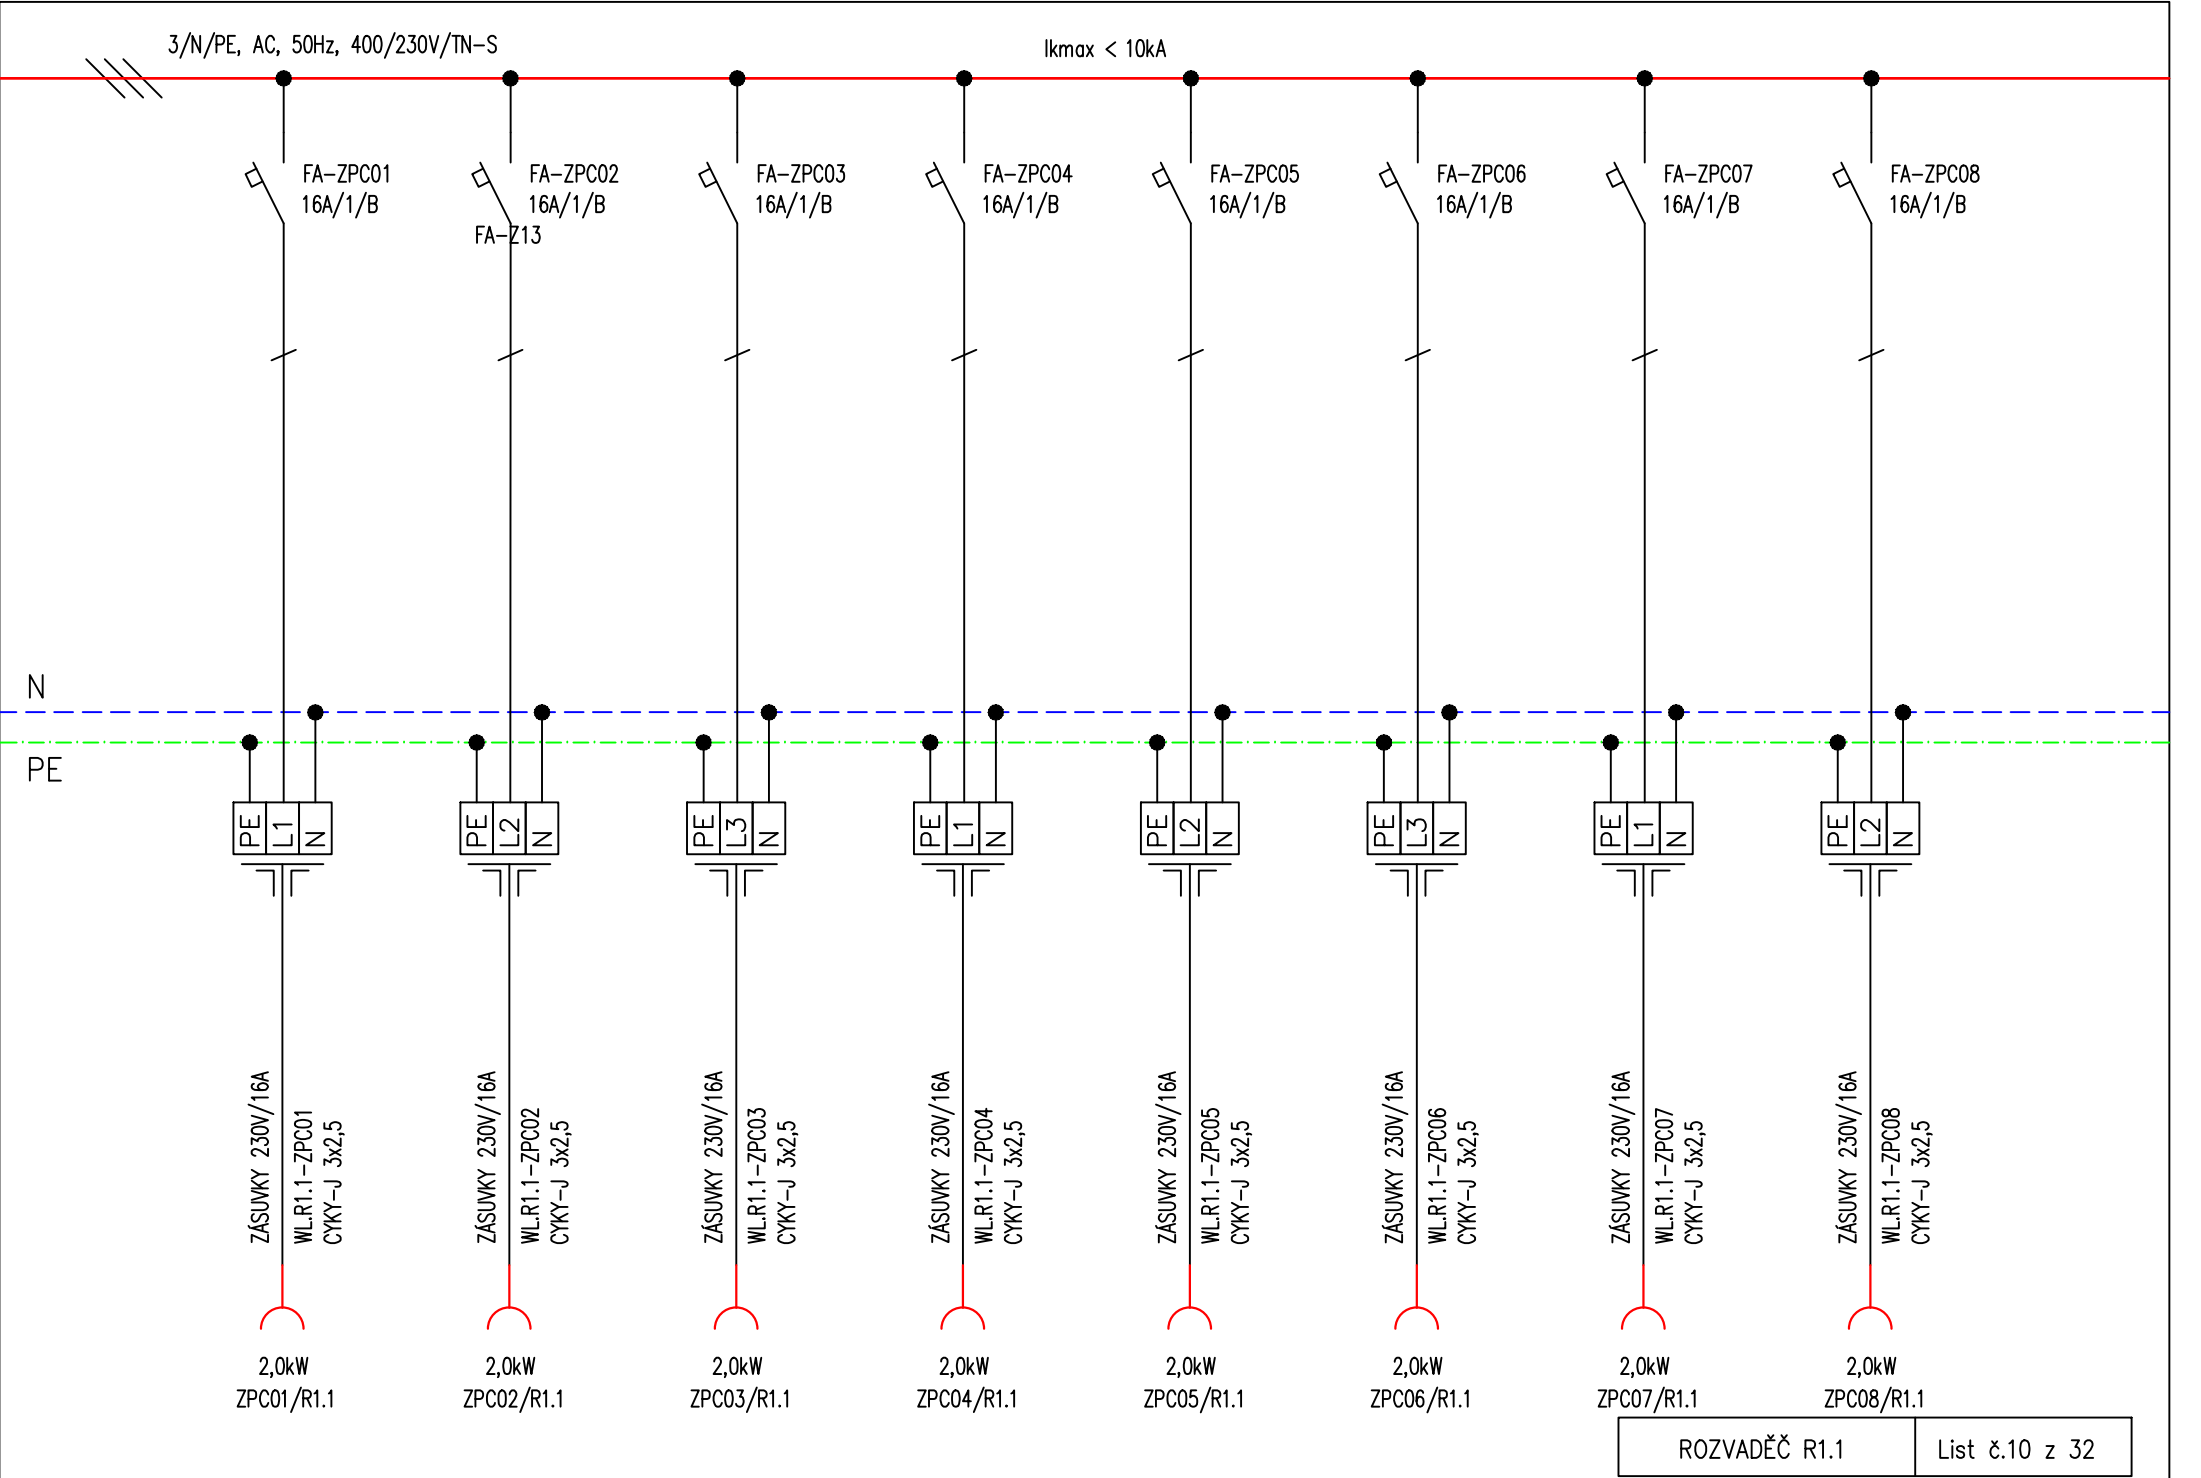 3/N/PE, AC, 50Hz, 400/230V/TN-S
Ikmax < 10kA
FA-ZPC01
16A/1/B
FA-ZPC02
16A/1/B
FA-Z13
FA-ZPC03
16A/1/B
FA-ZPC04
16A/1/B
FA-ZPC05
16A/1/B
FA-ZPC06
16A/1/B
FA-ZPC07
16A/1/B
FA-ZPC08
16A/1/B
N
PE
PE L1 N
PE L2 N
PE L3 N
PE L1 N
PE L2 N
PE L3 N
PE L1 N
PE L2 N
ZÁSUVKY 230V/16A
WL.R1.1-ZPC01
CYKY-J 3x2,5
ZÁSUVKY 230V/16A
WL.R1.1-ZPC02
CYKY-J 3x2,5
ZÁSUVKY 230V/16A
WL.R1.1-ZPC03
CYKY-J 3x2,5
ZÁSUVKY 230V/16A
WL.R1.1-ZPC04
CYKY-J 3x2,5
ZÁSUVKY 230V/16A
WL.R1.1-ZPC05
CYKY-J 3x2,5
ZÁSUVKY 230V/16A
WL.R1.1-ZPC06
CYKY-J 3x2,5
ZÁSUVKY 230V/16A
WL.R1.1-ZPC07
CYKY-J 3x2,5
ZÁSUVKY 230V/16A
WL.R1.1-ZPC08
CYKY-J 3x2,5
2,0kW
ZPC01/R1.1
2,0kW
ZPC02/R1.1
2,0kW
ZPC03/R1.1
2,0kW
ZPC04/R1.1
2,0kW
ZPC05/R1.1
2,0kW
ZPC06/R1.1
2,0kW
ZPC07/R1.1
2,0kW
ZPC08/R1.1
ROZVADĚČ R1.1
List č.10 z 32